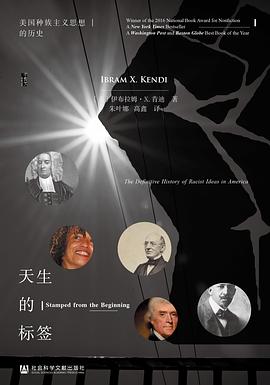 美国种族主义思想
的历史
Winner of the 2016 National Book Award for Nonfiction
A New York Times Bestseller
A Washington Post and Boston Globe Best Book of the Year
IBRAM X. KENDI
伊布拉姆·X.肯迪 著
朱叶娜 高鑫 译
The Definitive History of Racist Ideas in America
天生
的
标签
Stamped from the Beginning
社会科学文献出版社